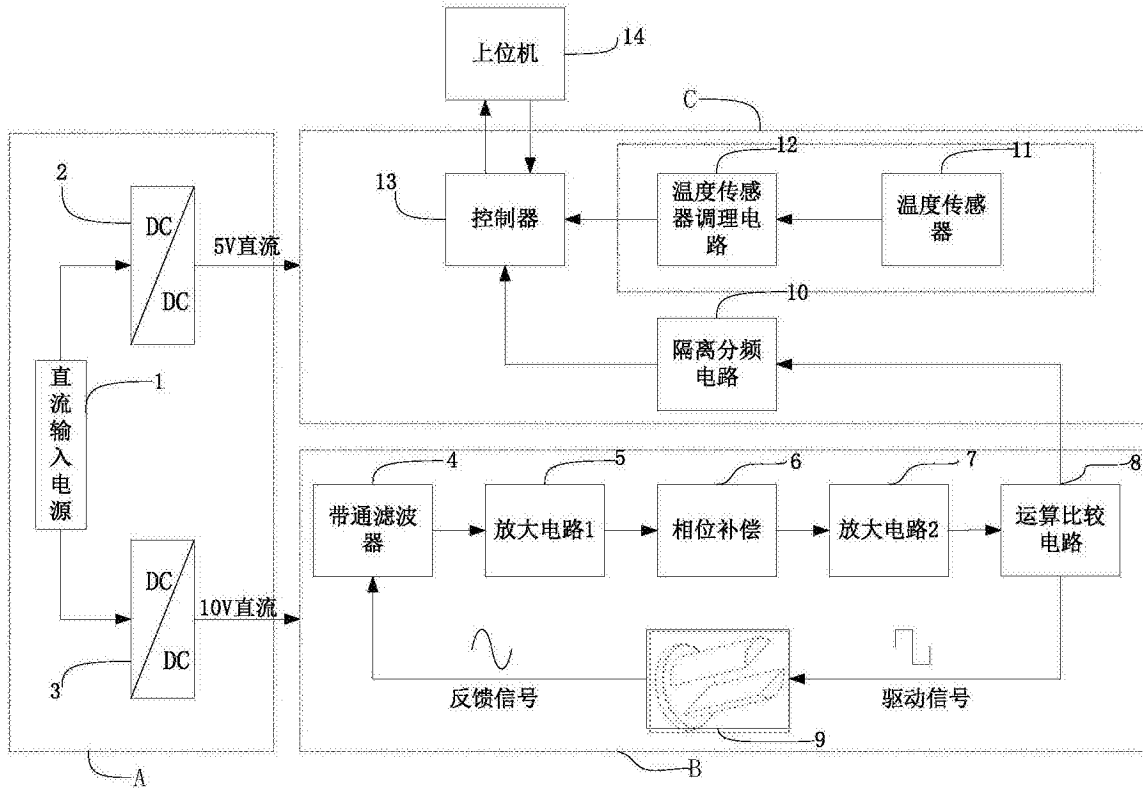 上位机
14
C
2
DC
DC
5V直流
13
控制器
12
温度传感
器调理电
路
11
温度传感
器
10
隔离分频
电路
直
流
输
入
电
源
1
4
带通滤波
器
5
放大电路1
6
相位补偿
7
放大电路2
8
运算比较
电路
DC
DC
3
10V直流
反馈信号
9
驱动信号
A
B